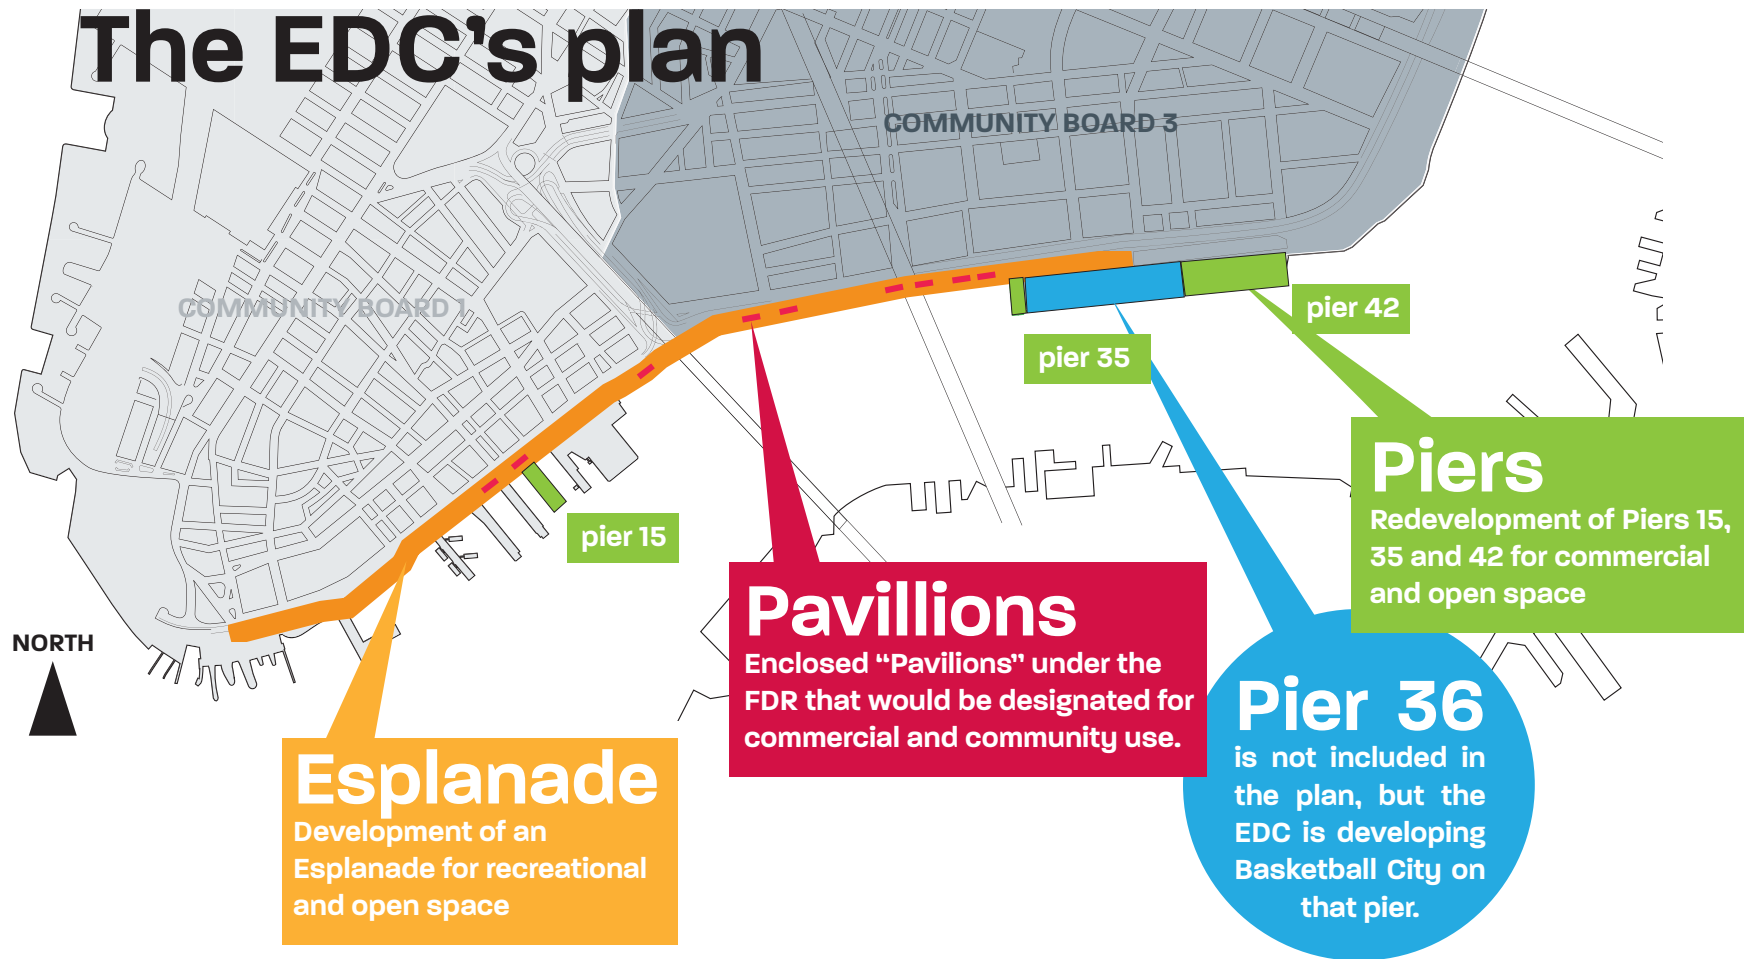 The EDC's plan
COMMUNITY BOARD 3
COMMUNITY BOARD 1
pier 42
pier 35
pier 15
NORTH
Piers
Redevelopment of Piers 15,
35 and 42 for commercial
and open space
Pavillions
Enclosed “Pavilions” under the
FDR that would be designated for
commercial and community use.
Pier 36
is not included in
the plan, but the
EDC is developing
Basketball City on
that pier.
Esplanade
Development of an
Esplanade for recreational
and open space